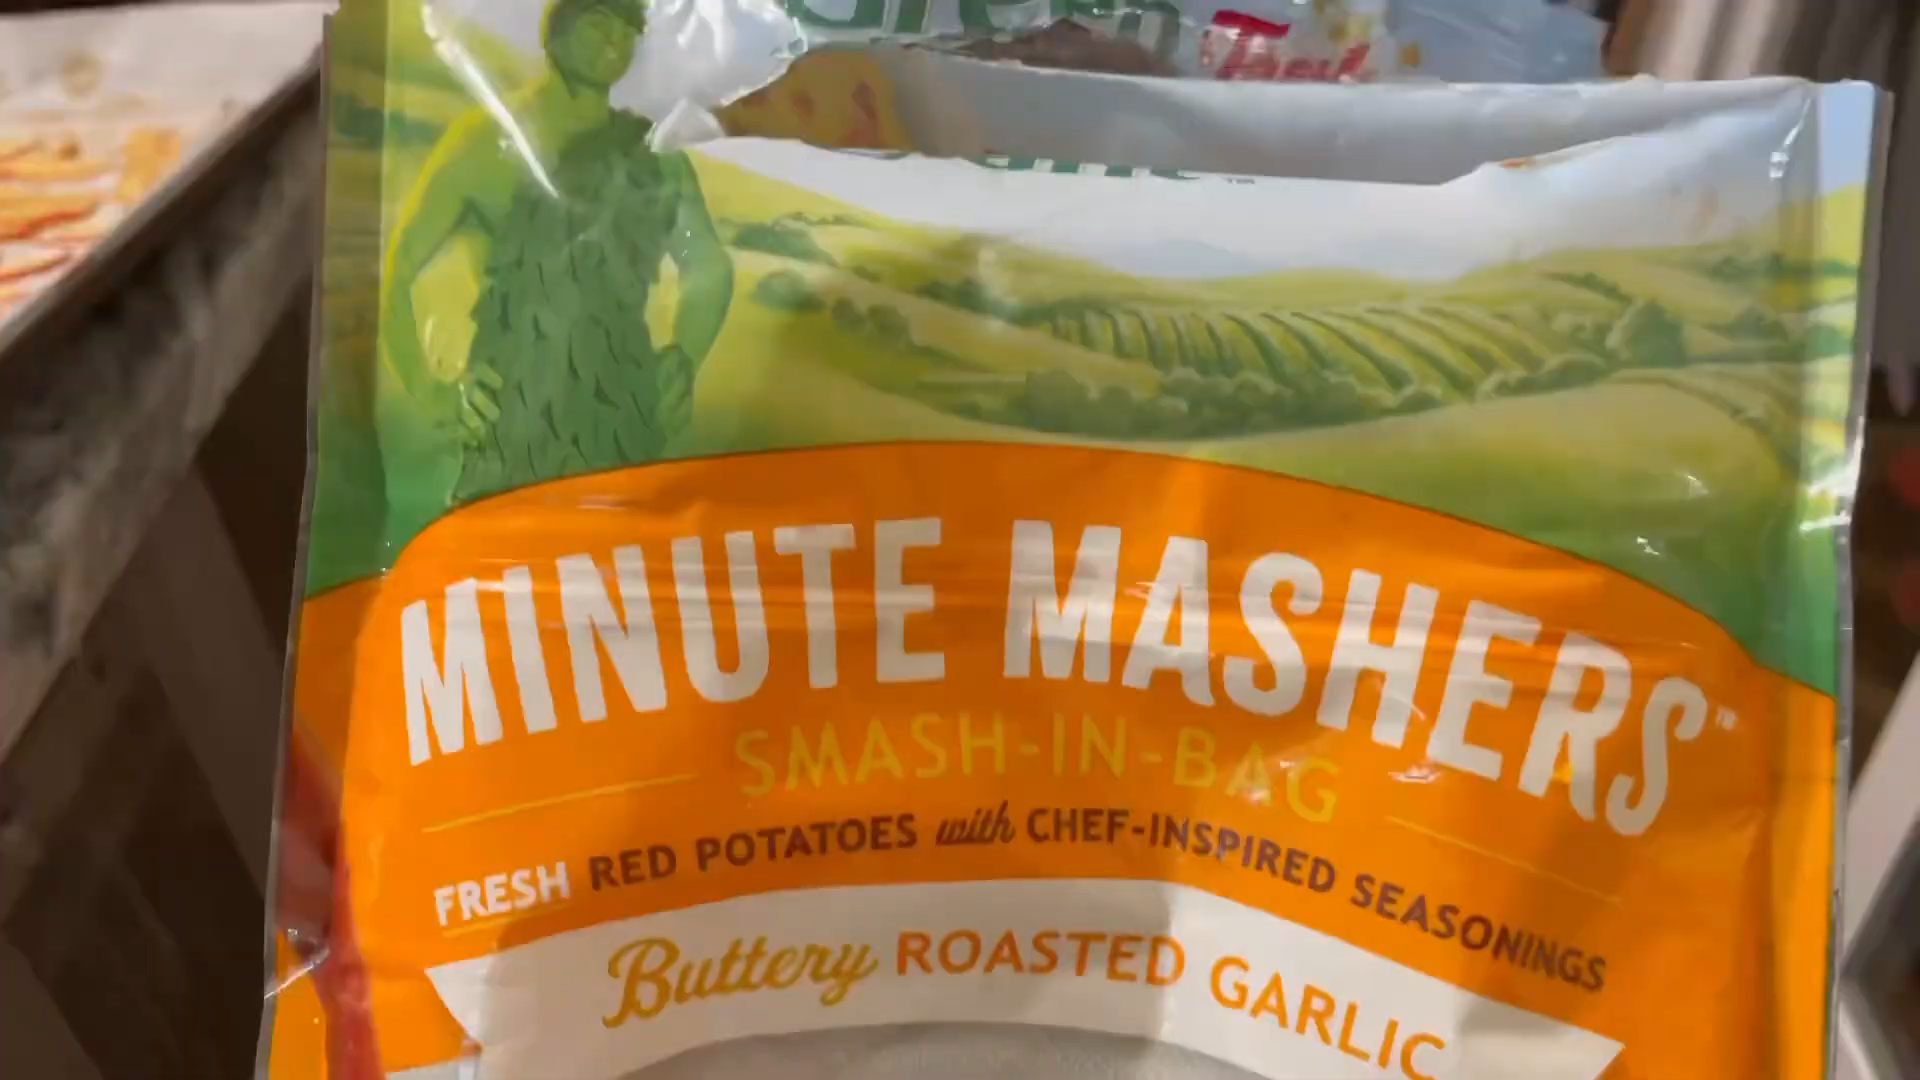 MINUTE MASHERS™
SMASH-IN-BAG
FRESH RED POTATOES with CHEF-INSPIRED SEASONINGS
Buttery ROASTED GARLIC